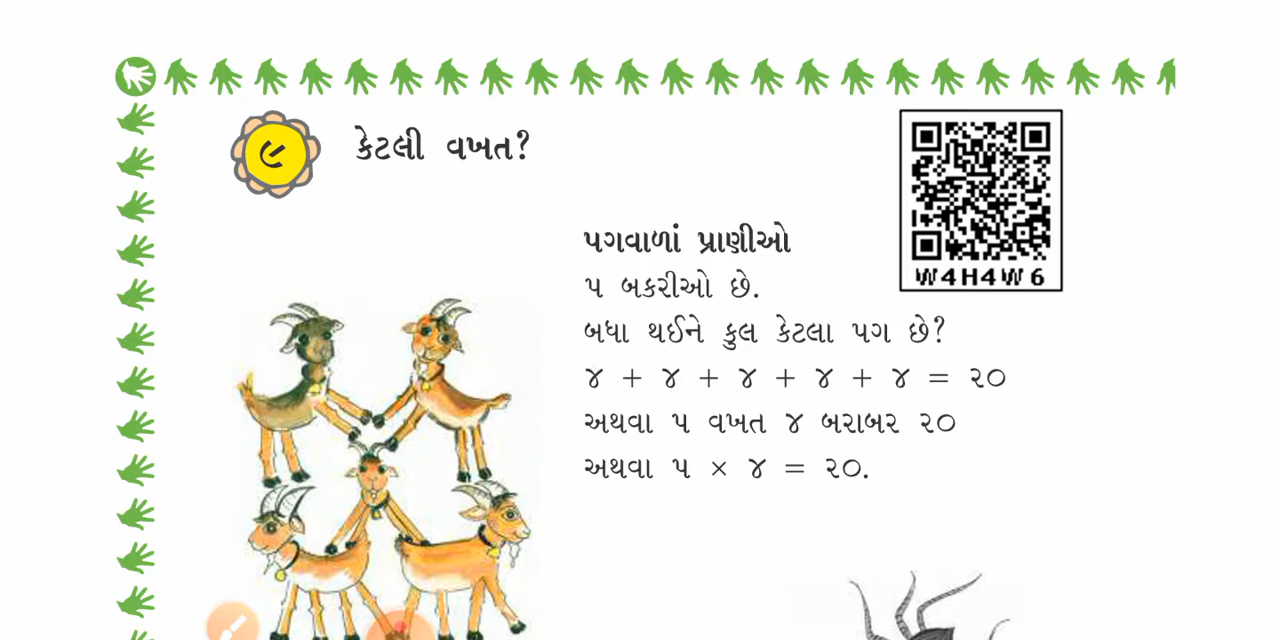 ૯ કેટલી વખત?
W4H4W6
પગવાળાં પ્રાણીઓ
૫ બકરીઓ છે.
બધા થઈને કુલ કેટલા પગ છે?
૪ + ૪ + ૪ + ૪ + ૪ = ૨૦
અથવા ૫ વખત ૪ બરાબર ૨૦
અથવા ૫ × ૪ = ૨૦.